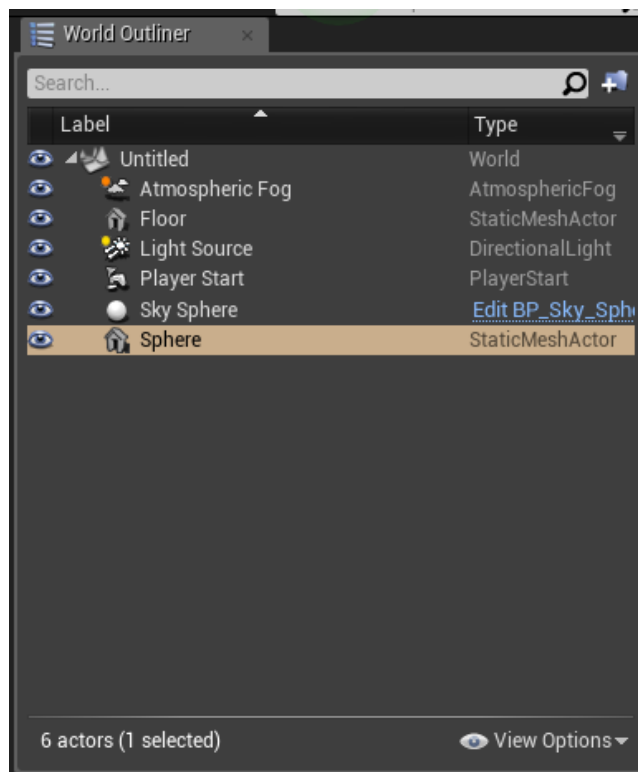 World Outliner
Search...
Label Type
Untitled World
Atmospheric Fog AtmosphericFog
Floor StaticMeshActor
Light Source DirectionalLight
Player Start PlayerStart
Sky Sphere Edit BP_Sky_Sph
Sphere StaticMeshActor
6 actors (1 selected) View Options